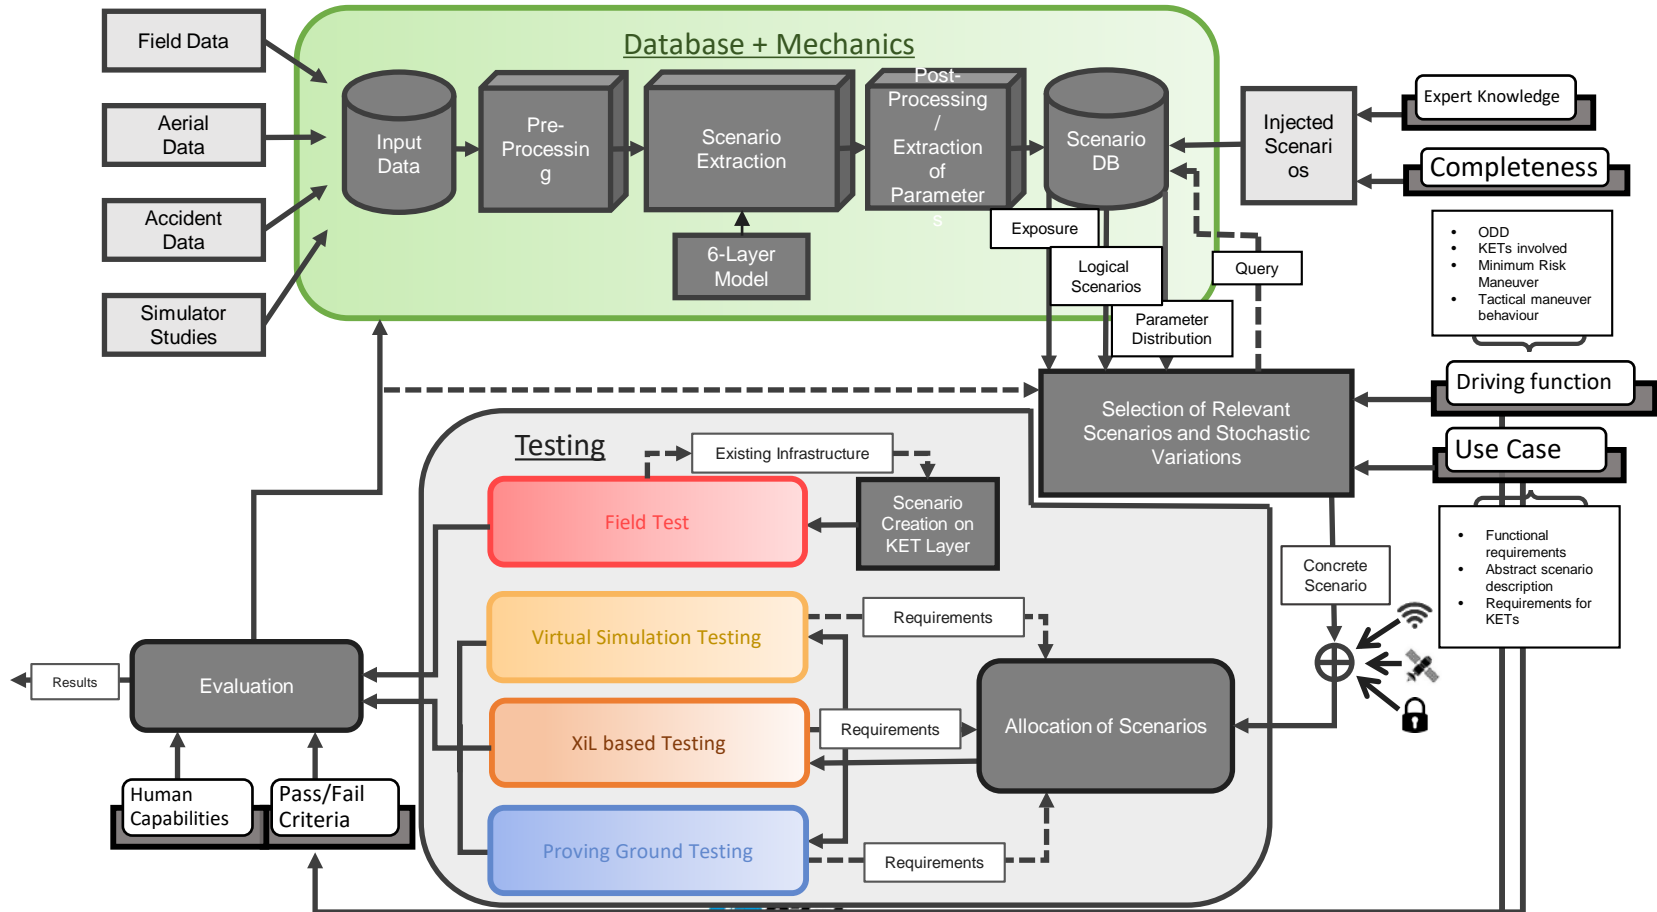 Field Data
Aerial
Data
Accident
Data
Simulator
Studies
Database + Mechanics
Input
Data
Pre-
Processin
g
Scenario
Extraction
6-Layer
Model
Post-
Processing
/
Extraction
of
Parameter
s
Scenario
DB
Injected
Scenari
os
Expert Knowledge
Completeness
Exposure
Logical
Scenarios
Parameter
Distribution
Query
• ODD
• KETs involved
• Minimum Risk
Maneuver
• Tactical maneuver
behaviour
Driving function
Use Case
Selection of Relevant
Scenarios and Stochastic
Variations
• Functional
requirements
• Abstract scenario
description
• Requirements for
KETs
Concrete
Scenario
Testing
Existing Infrastructure
Field Test
Scenario
Creation on
KET Layer
Virtual Simulation Testing
Requirements
XiL based Testing
Requirements
Allocation of Scenarios
Proving Ground Testing
Requirements
Evaluation
Results
Human
Capabilities
Pass/Fail
Criteria